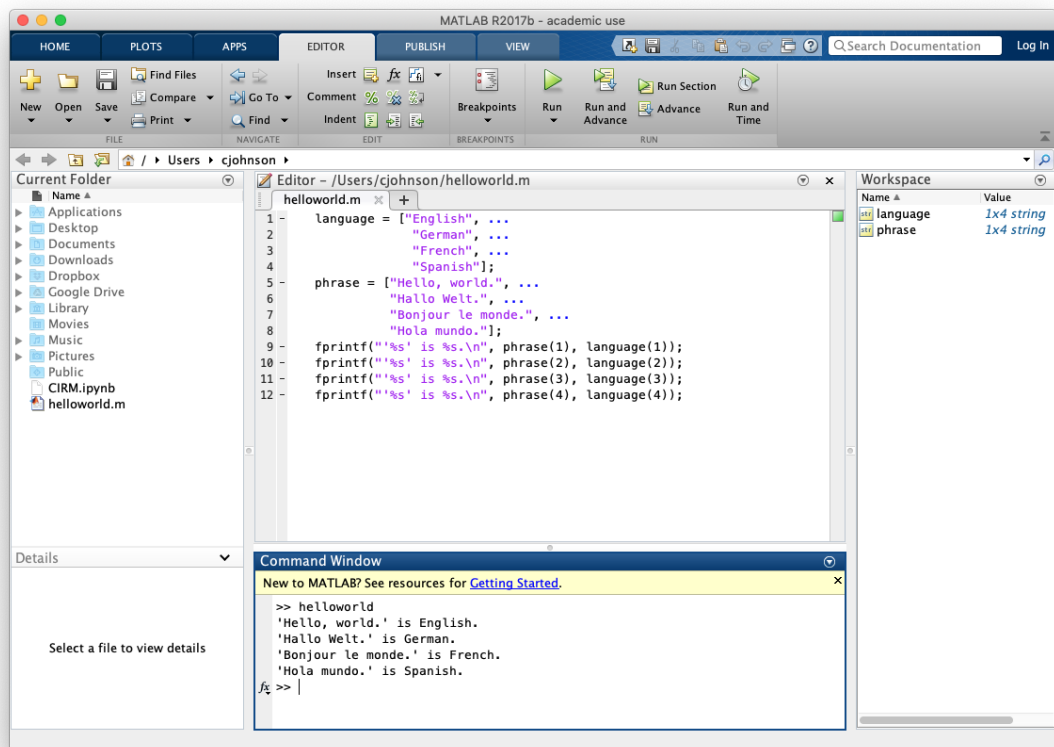 MATLAB R2017b - academic use
HOME PLOTS APPS EDITOR PUBLISH VIEW Search Documentation Log In
New Open Save Find Files Compare Print
FILE
Go To Find
NAVIGATE
Insert fx Comment Indent
EDIT
Breakpoints
BREAKPOINTS
Run Run and Advance Run Section Advance Run and Time
RUN
/ Users cjohnson
Current Folder
Name
Applications
Desktop
Documents
Downloads
Dropbox
Google Drive
Library
Movies
Music
Pictures
Public
CIRM.ipynb
helloworld.m
Details
Select a file to view details
Editor – /Users/cjohnson/helloworld.m
helloworld.m +
1 – language = ["English", ...
2 "German", ...
3 "French", ...
4 "Spanish"];
5 – phrase = ["Hello, world.", ...
6 "Hallo Welt.", ...
7 "Bonjour le monde.", ...
8 "Hola mundo."];
9 – fprintf("'%s' is %s.\n", phrase(1), language(1));
10 – fprintf("'%s' is %s.\n", phrase(2), language(2));
11 – fprintf("'%s' is %s.\n", phrase(3), language(3));
12 – fprintf("'%s' is %s.\n", phrase(4), language(4));
Command Window
New to MATLAB? See resources for Getting Started.
>> helloworld
'Hello, world.' is English.
'Hallo Welt.' is German.
'Bonjour le monde.' is French.
'Hola mundo.' is Spanish.
fx >>
Workspace
Name Value
str language 1x4 string
str phrase 1x4 string